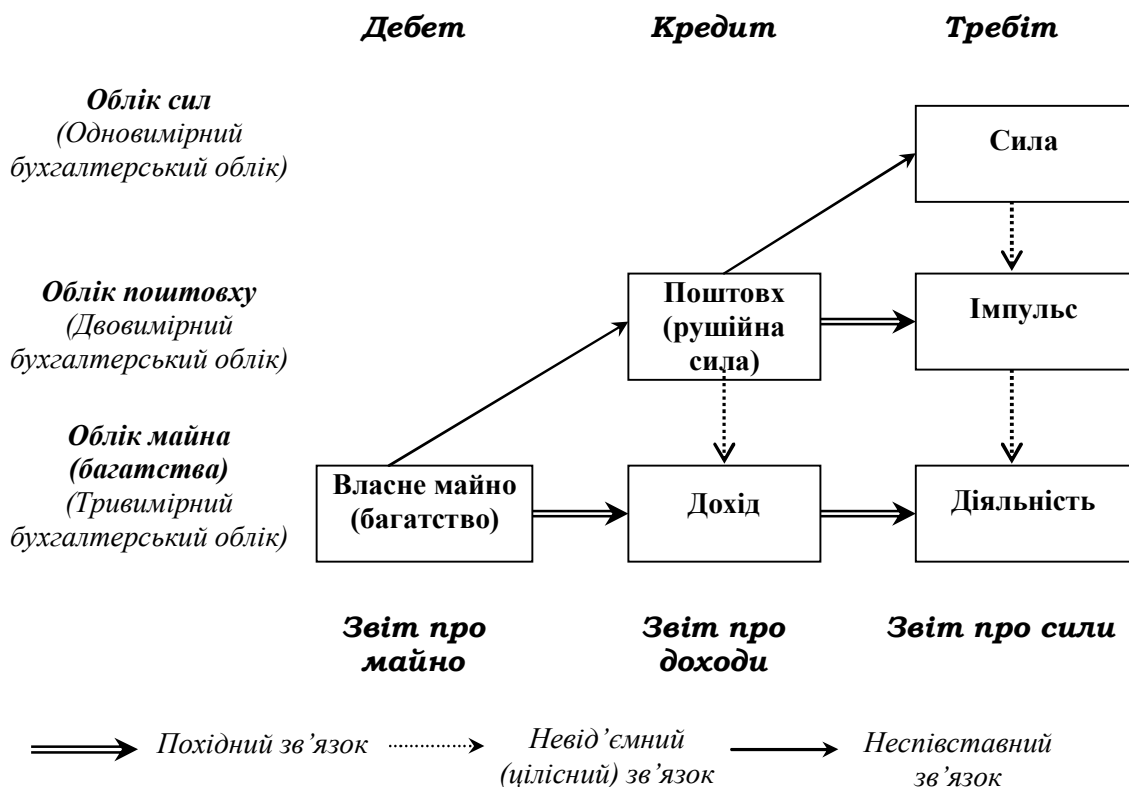 Дебет Кредит Требіт
Облік сил
(Одновимірний
бухгалтерський облік)
Сила
Облік поштовху
(Двовимірний
бухгалтерський облік)
Поштовх
(рушійна
сила)
Імпульс
Облік майна
(багатства)
(Тривимірний
бухгалтерський облік)
Власне майно
(багатство)
Дохід
Діяльність
Звіт про
майно
Звіт про
доходи
Звіт про сили
Похідний зв’язок
Невід’ємний
(цілісний) зв’язок
Неспівставний
зв’язок